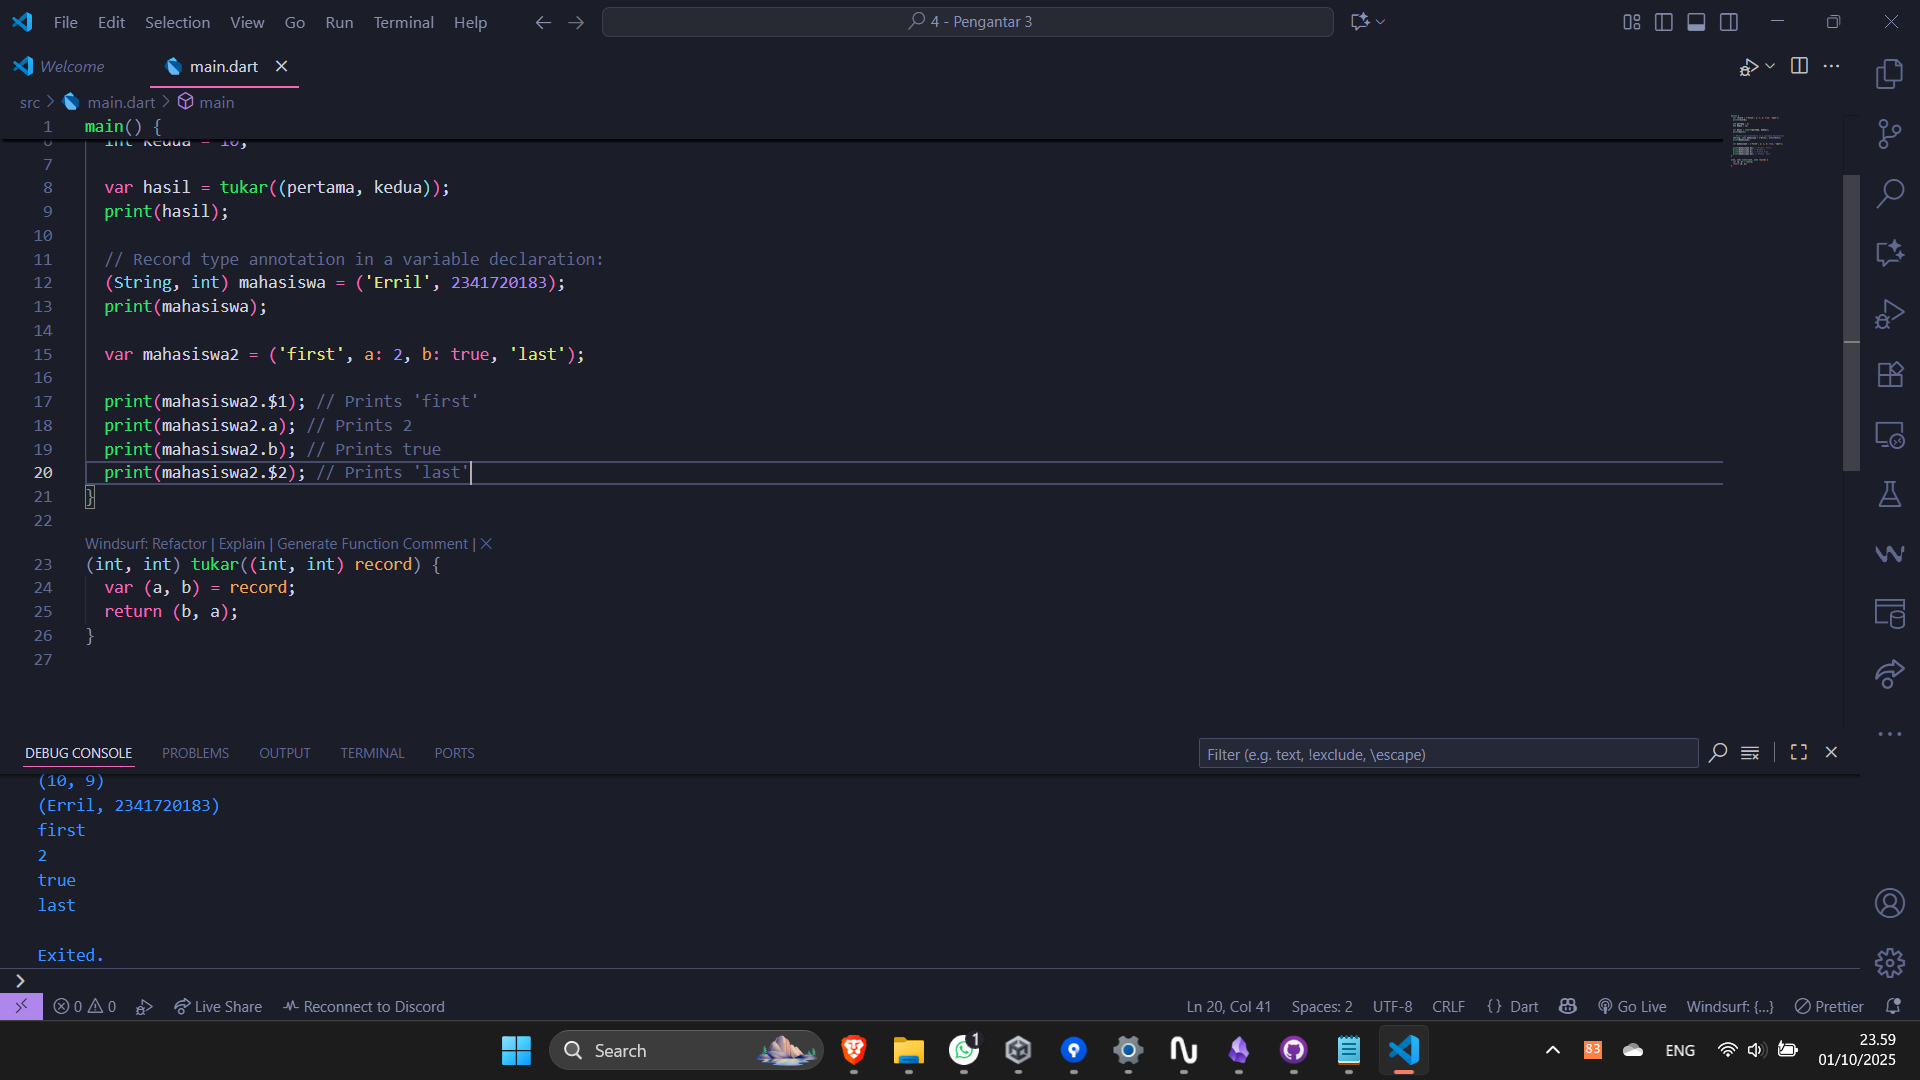 File Edit Selection View Go Run Terminal Help
4 - Pengantar 3
Welcome
main.dart
src > main.dart > main
1 main() {
6 int kedua = 10;
7
8 var hasil = tukar((pertama, kedua));
9 print(hasil);
10
11 // Record type annotation in a variable declaration:
12 (String, int) mahasiswa = ('Erril', 2341720183);
13 print(mahasiswa);
14
15 var mahasiswa2 = ('first', a: 2, b: true, 'last');
16
17 print(mahasiswa2.$1); // Prints 'first'
18 print(mahasiswa2.a); // Prints 2
19 print(mahasiswa2.b); // Prints true
20 print(mahasiswa2.$2); // Prints 'last'
21 }
22
Windsurf: Refactor | Explain | Generate Function Comment | ×
23 (int, int) tukar((int, int) record) {
24 var (a, b) = record;
25 return (b, a);
26 }
27
DEBUG CONSOLE PROBLEMS OUTPUT TERMINAL PORTS
Filter (e.g. text, !exclude, \escape)
(10, 9)
(Erril, 2341720183)
first
2
true
last
Exited.
0 0 Live Share Reconnect to Discord
Ln 20, Col 41 Spaces: 2 UTF-8 CRLF {} Dart Go Live Windsurf: {...} Prettier
Search
1
83
ENG
23.59
01/10/2025